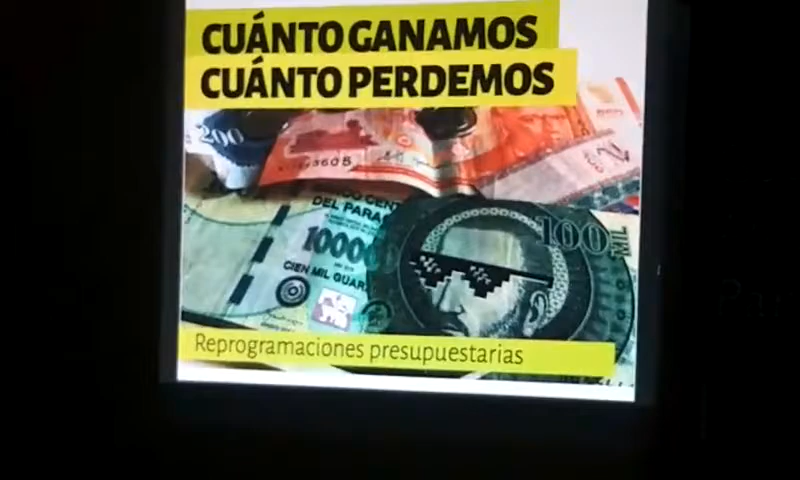 CUÁNTO GANAMOS
CUÁNTO PERDEMOS
200
DEL PARA
100 MIL
CIEN MIL GUAR
Reprogramaciones presupuestarias